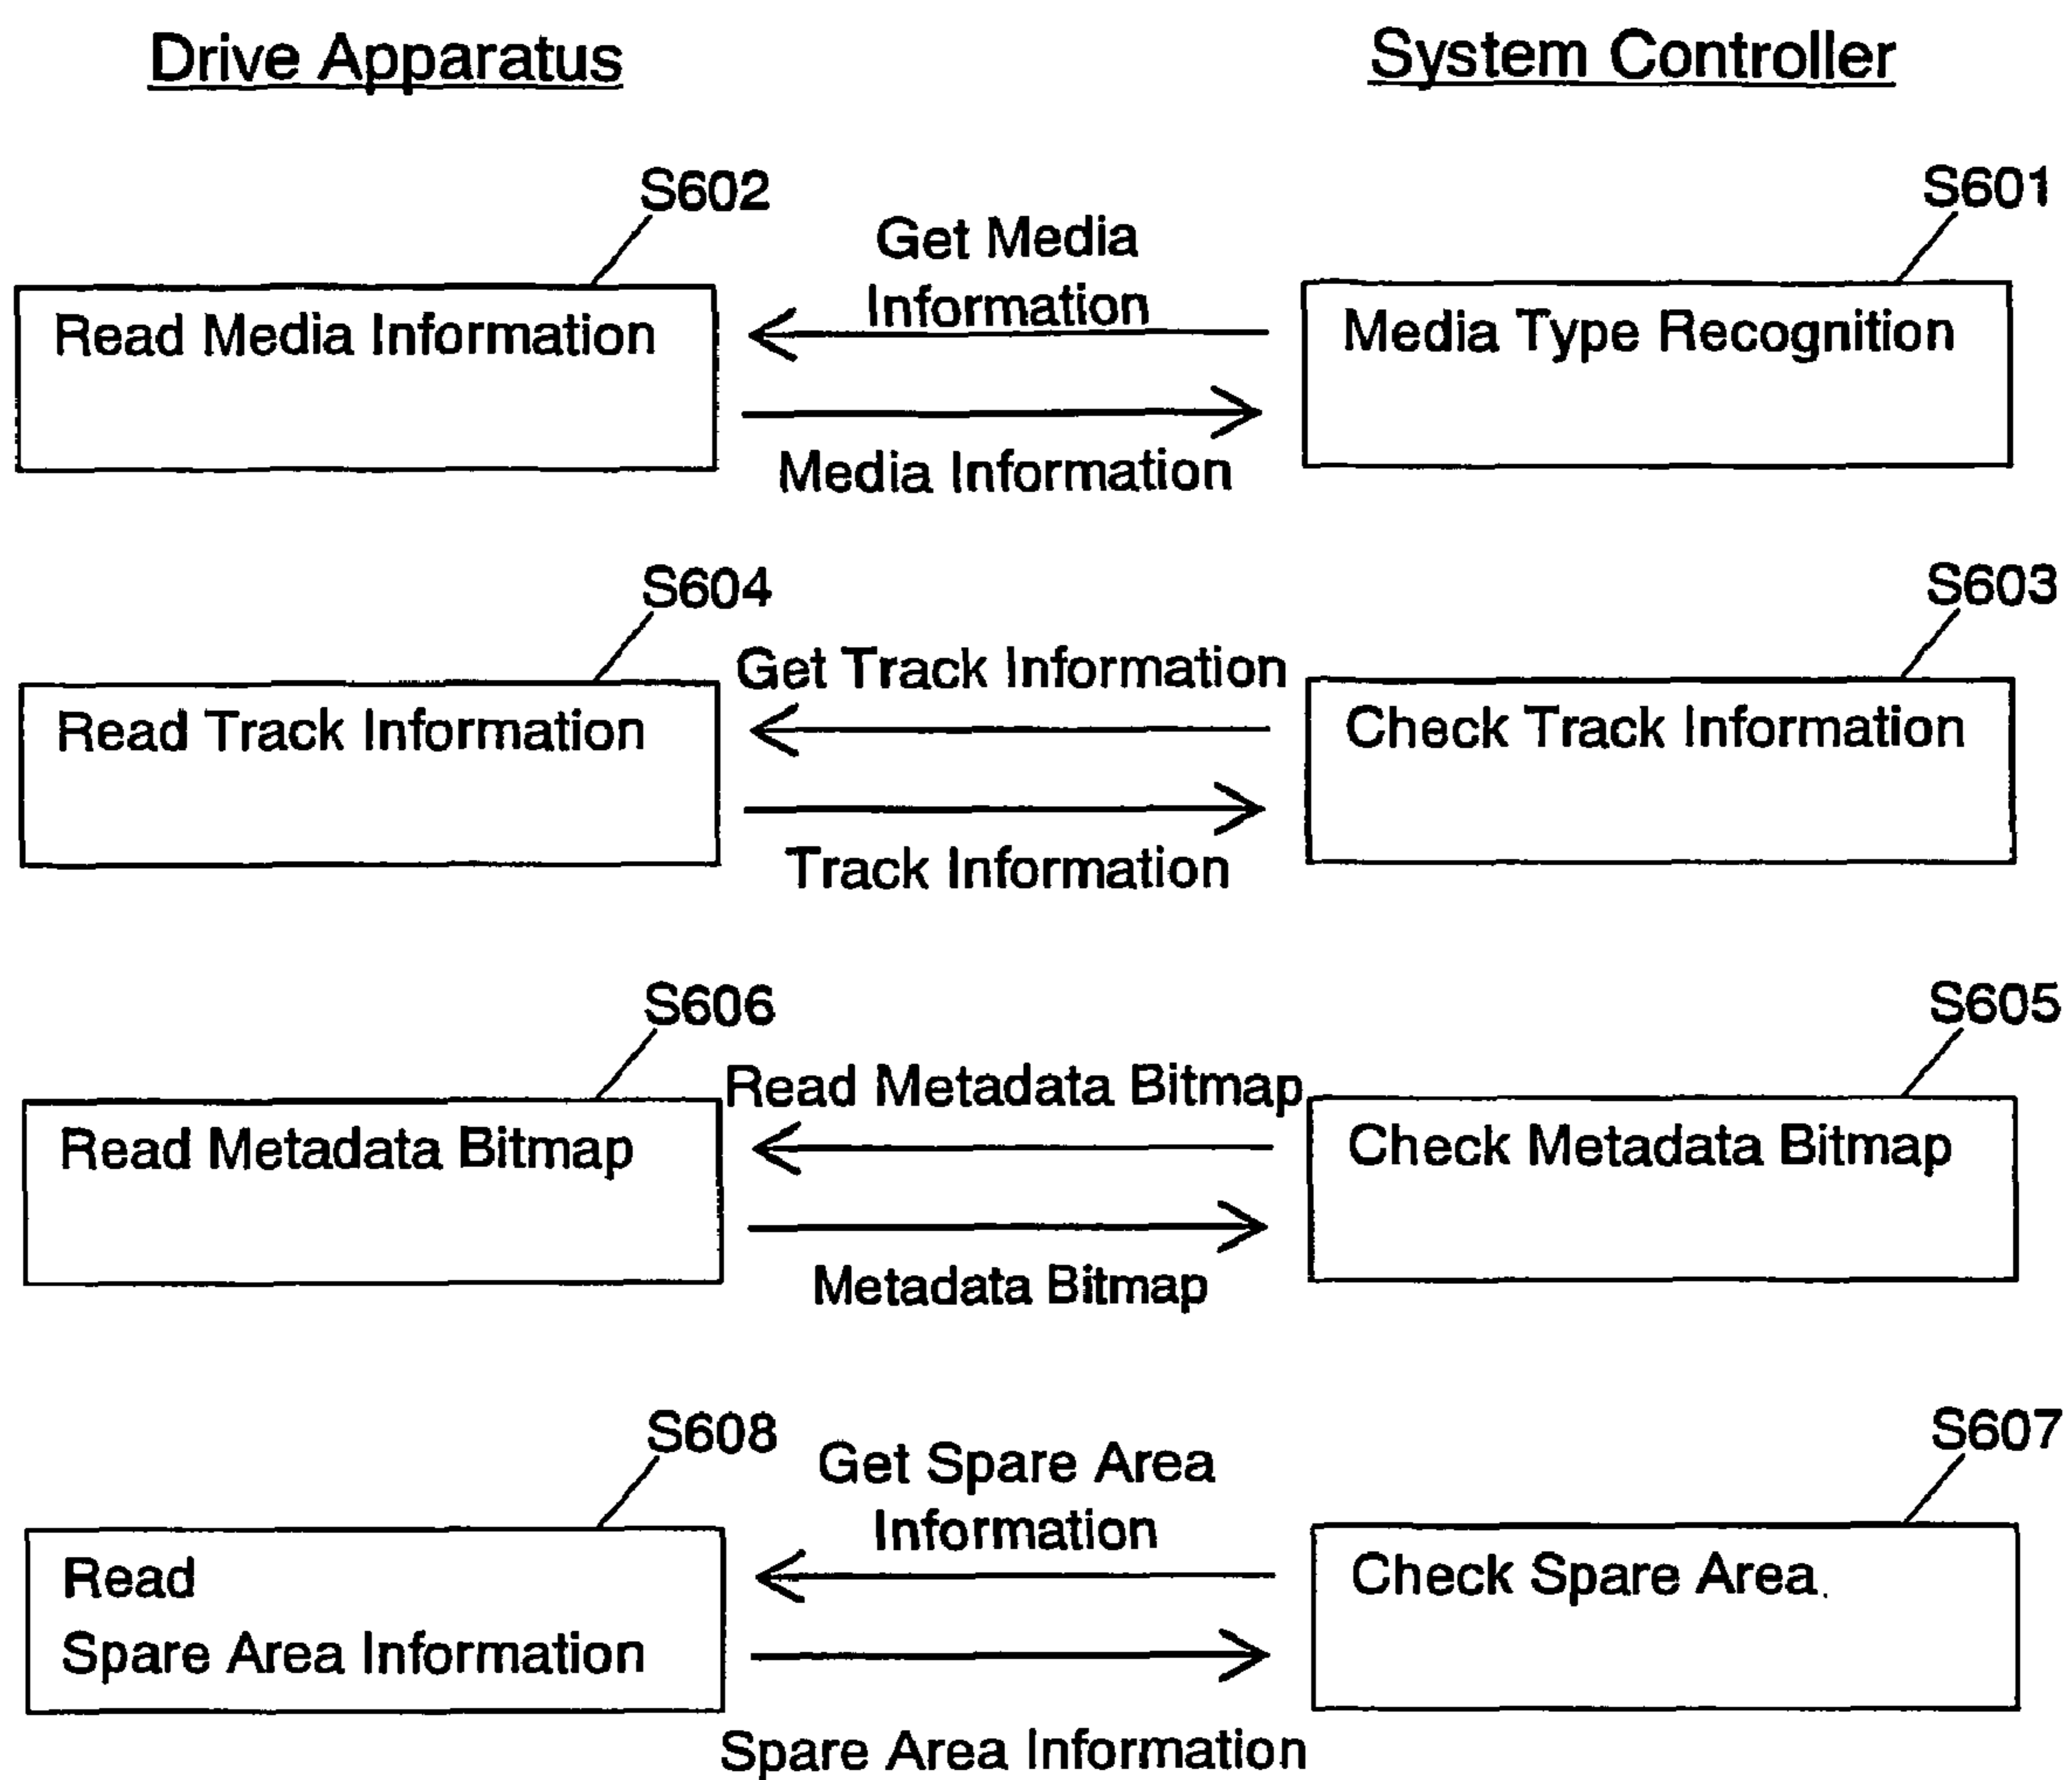 Drive Apparatus
System Controller
S602
S601
Get Media
Information
Read Media Information
Media Type Recognition
Media Information
S604
S603
Get Track Information
Read Track Information
Check Track Information
Track Information
S606
S605
Read Metadata Bitmap
Read Metadata Bitmap
Check Metadata Bitmap
Metadata Bitmap
S608
S607
Get Spare Area
Information
Read
Spare Area Information
Check Spare Area
Spare Area Information